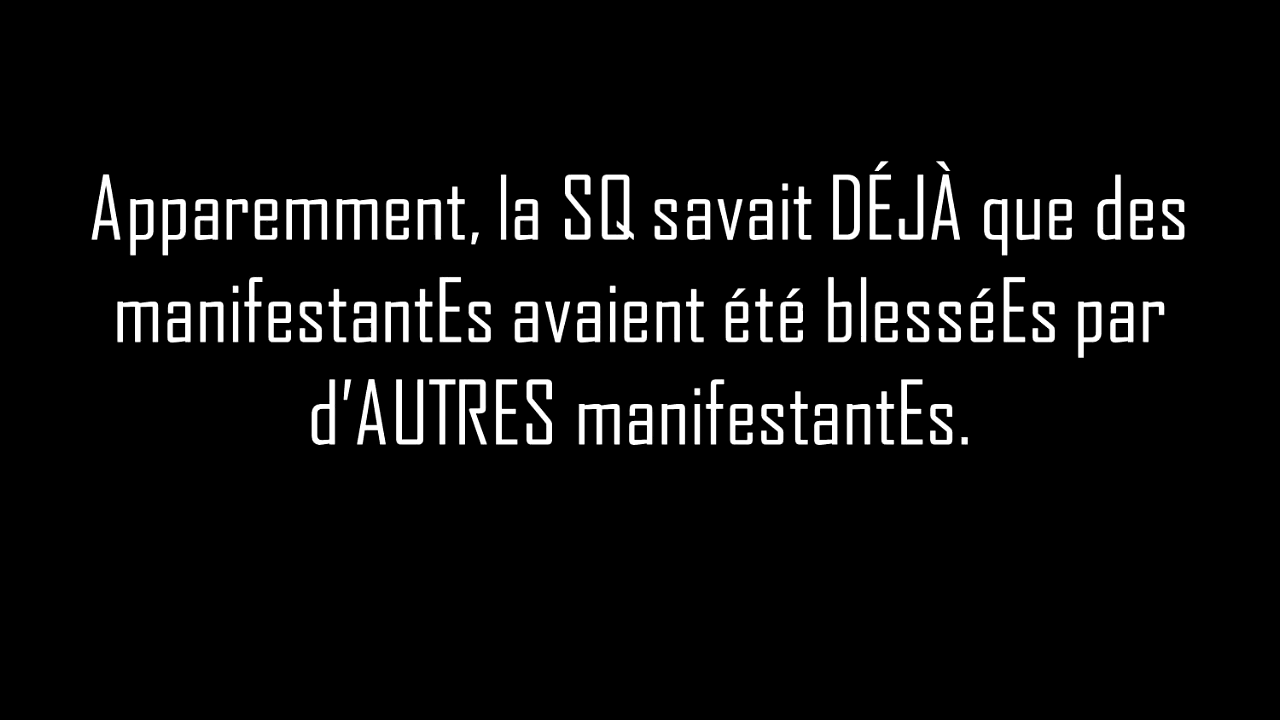 Apparemment, la SQ savait DÉJÀ que des
manifestantEs avaient été blesséEs par
d'AUTRES manifestantEs.